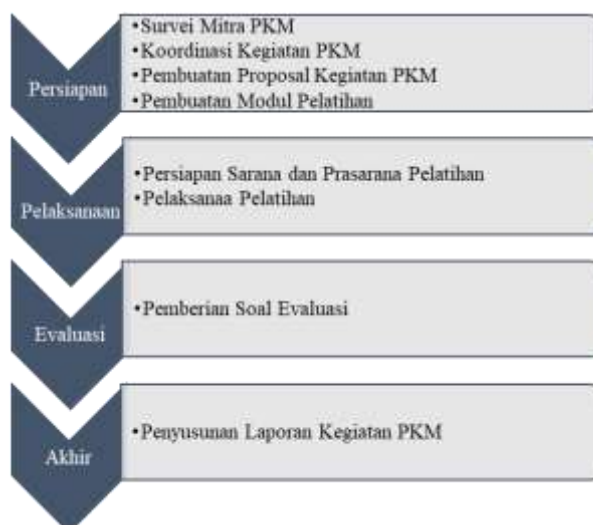 Persiapan
•Survei Mitra PKM
•Koordinasi Kegiatan PKM
•Pembuatan Proposal Kegiatan PKM
•Pembuatan Modul Pelatihan
Pelaksanaan
•Persiapan Sarana dan Prasarana Pelatihan
•Pelaksanaa Pelatihan
Evaluasi
•Pemberian Soal Evaluasi
Akhir
•Penyusunan Laporan Kegiatan PKM